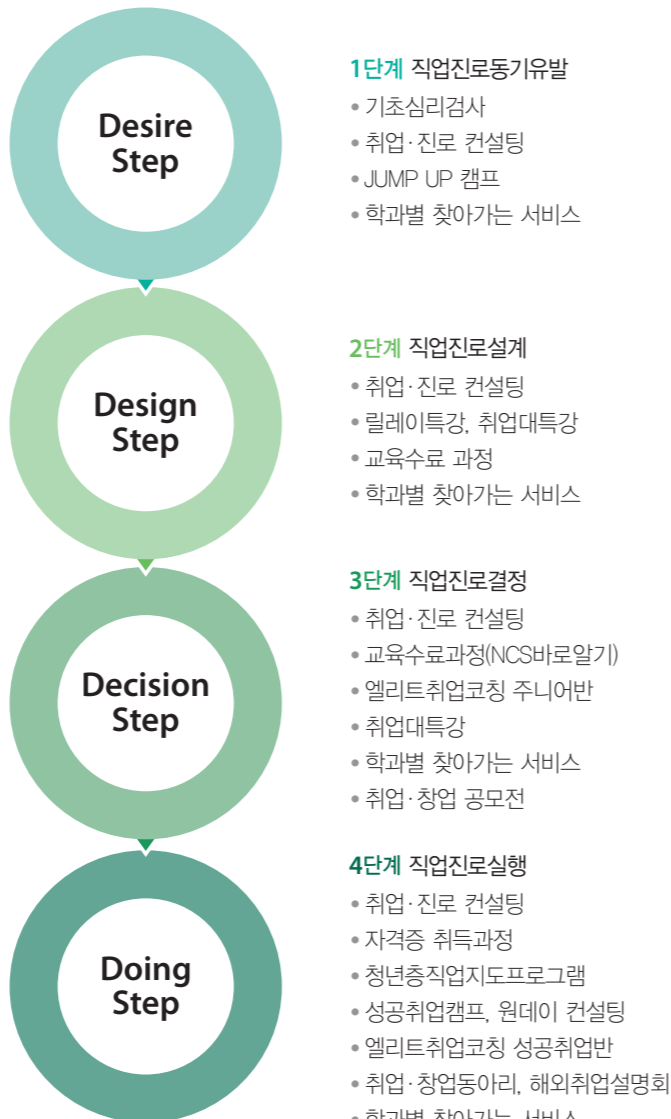 Desire
Step
1단계 직업진로동기유발
• 기초심리검사
• 취업·진로 컨설팅
• JUMP UP 캠프
• 학과별 찾아가는 서비스
Design
Step
2단계 직업진로설계
• 취업·진로 컨설팅
• 릴레이특강, 취업대특강
• 교육수료 과정
• 학과별 찾아가는 서비스
Decision
Step
3단계 직업진로결정
• 취업·진로 컨설팅
• 교육수료과정(NCS바로알기)
• 엘리트취업코칭 주니어반
• 취업대특강
• 학과별 찾아가는 서비스
• 취업·창업 공모전
Doing
Step
4단계 직업진로실행
• 취업·진로 컨설팅
• 자격증 취득과정
• 청년층직업지도프로그램
• 성공취업캠프, 원데이 컨설팅
• 엘리트취업코칭 성공취업반
• 취업·창업동아리, 해외취업설명회
• 학과별 찾아가는 서비스